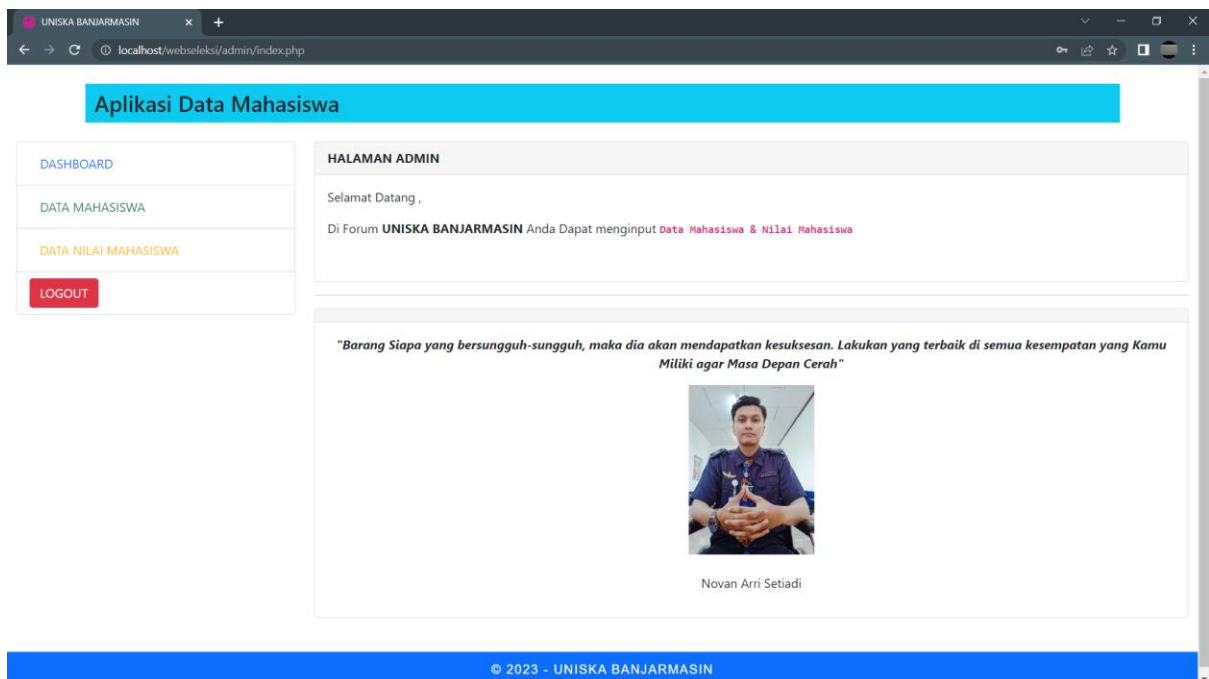 UNISKA BANJARMASIN
localhost/webseleksi/admin/index.php
Aplikasi Data Mahasiswa
DASHBOARD
DATA MAHASISWA
DATA NILAI MAHASISWA
LOGOUT
HALAMAN ADMIN
Selamat Datang ,
Di Forum UNISKA BANJARMASIN Anda Dapat menginput Data Mahasiswa & Nilai Mahasiswa
"Barang Siapa yang bersungguh-sungguh, maka dia akan mendapatkan kesuksesan. Lakukan yang terbaik di semua kesempatan yang Kamu
Miliki agar Masa Depan Cerah"
Novan Arri Setiadi
© 2023 - UNISKA BANJARMASIN